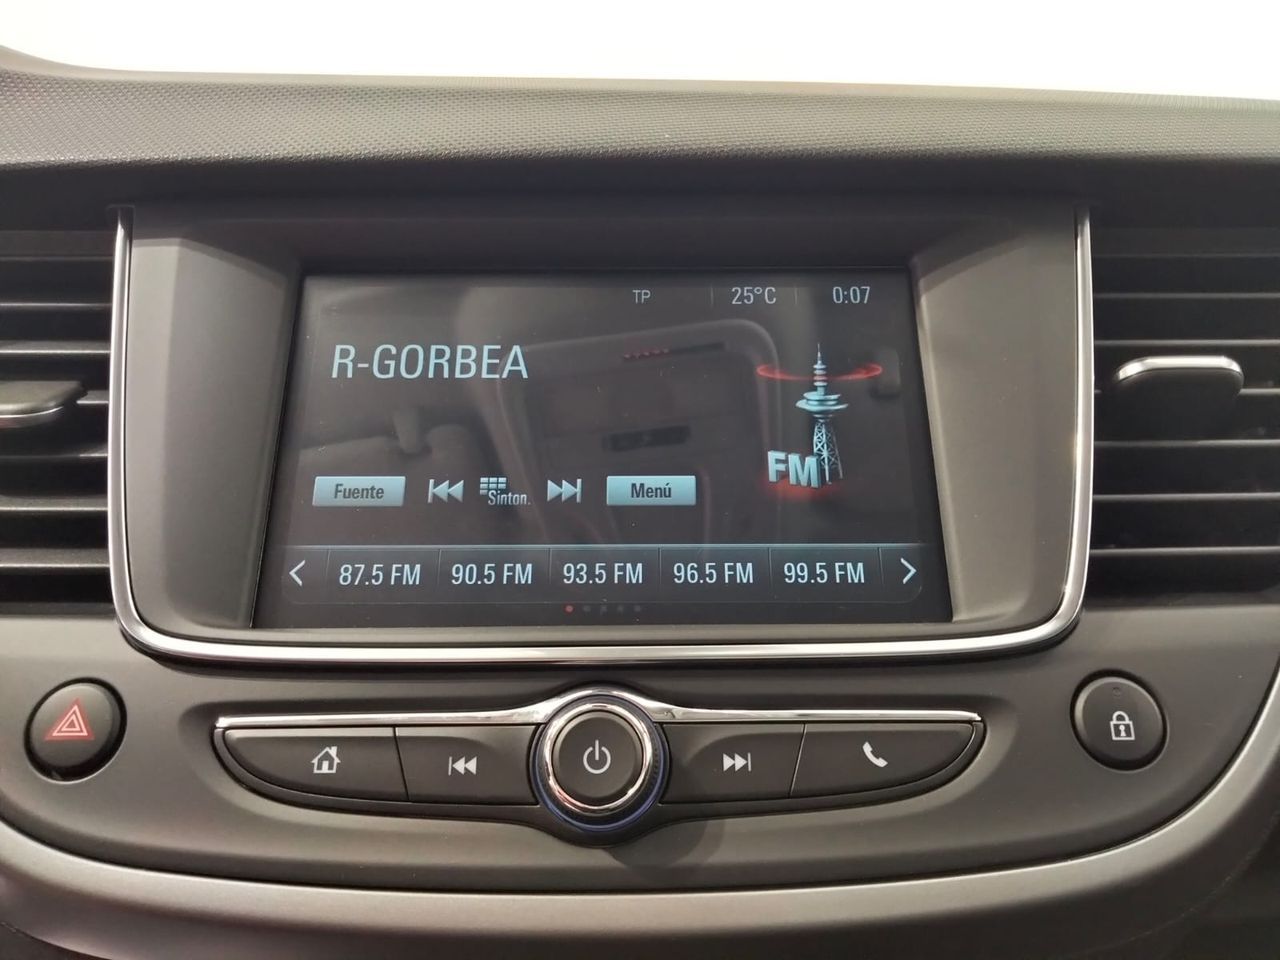 TP 25°C 0:07
R-GORBEA
FM
Fuente Sinton. Menú
87.5 FM 90.5 FM 93.5 FM 96.5 FM 99.5 FM